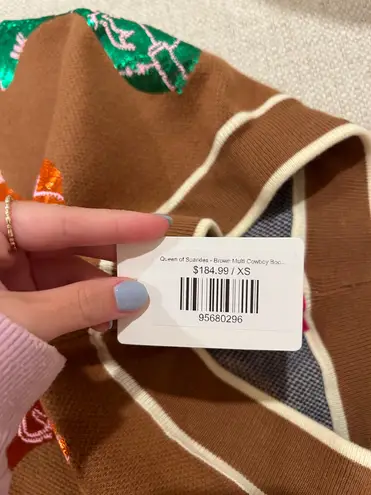 Queen of Sparkles - Brown Multi Cowboy Boo...
$184.99 / XS
95680296